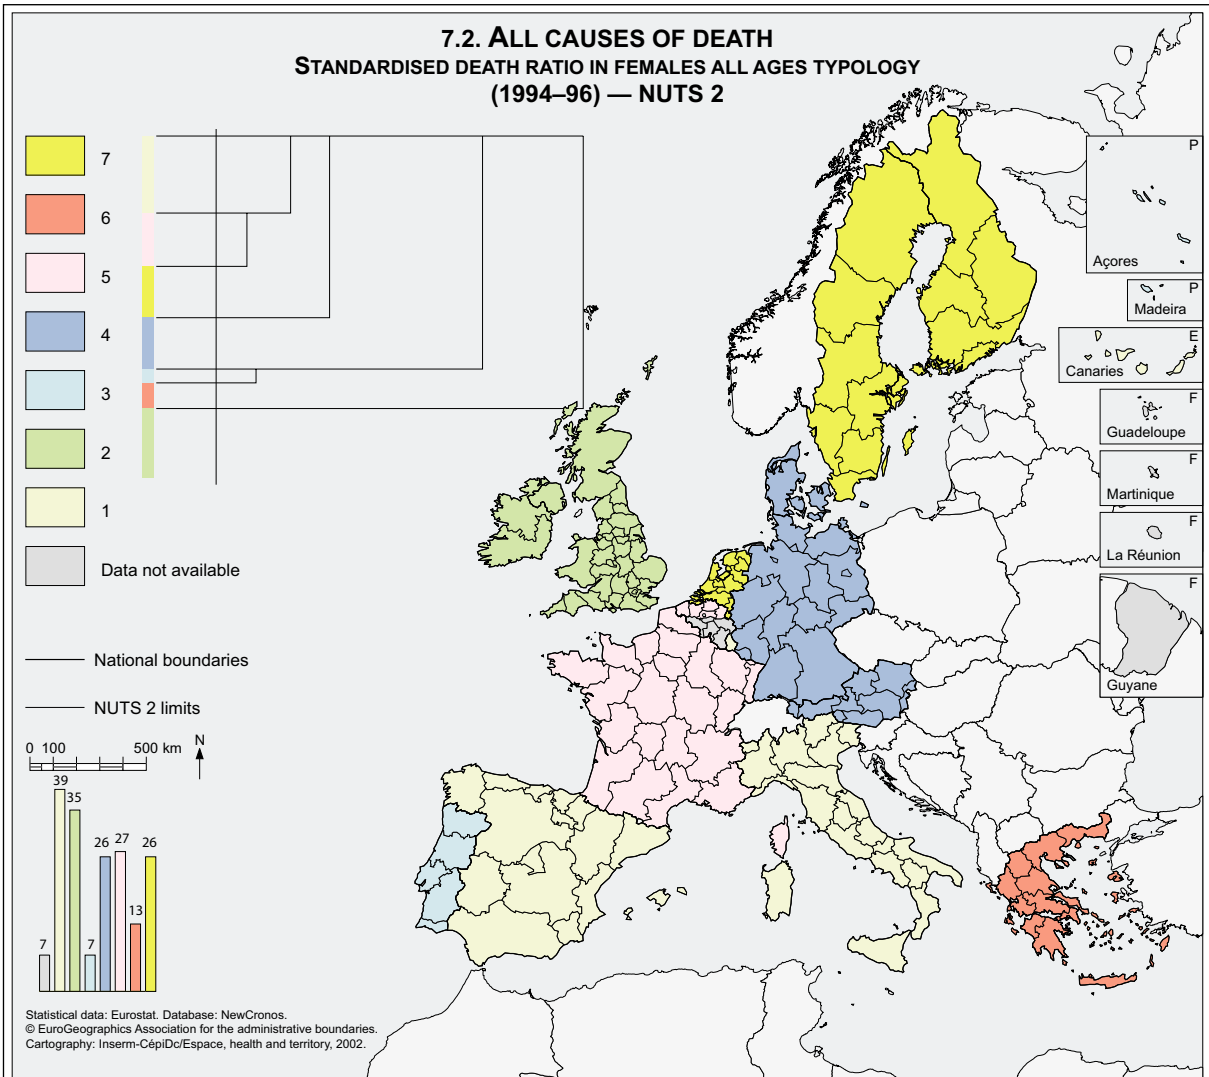 7.2. ALL CAUSES OF DEATH
STANDARDISED DEATH RATIO IN FEMALES ALL AGES TYPOLOGY
(1994–96) — NUTS 2
7
6
5
4
3
2
1
Data not available
National boundaries
NUTS 2 limits
0 100 500 km N
7
39
35
7
26
27
13
26
Statistical data: Eurostat. Database: NewCronos.
© EuroGeographics Association for the administrative boundaries.
Cartography: Inserm-CépiDc/Espace, health and territory, 2002.
P
Açores
P
Madeira
E
Canaries
F
Guadeloupe
F
Martinique
F
La Réunion
F
Guyane